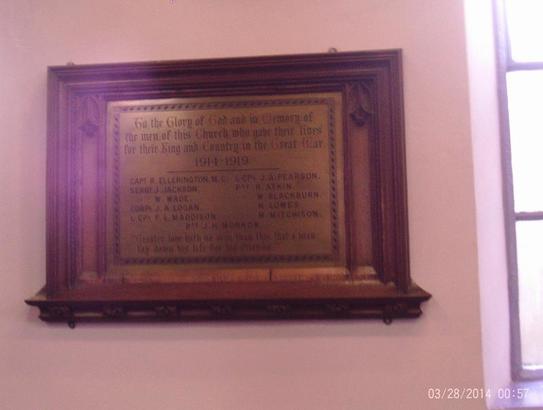 To the Glory of God and in Memory of
the men of this Church who gave their lives
for their King and Country in the Great War
1914-1919
CAPT R. ELLERINGTON, M.C. L-CPL J.A. PEARSON.
SERGT J. JACKSON. PTE R. ATKIN.
" W. WADE. " W. BLACKBURN.
CORPL J.A. LOGAN. " H. LOWES.
L-CPL F.L. MADDISON. " M. MITCHISON.
PTE J.H. MORROW.
"Greater love hath no man than this, that a man
lay down his life for his friends"
03/28/2014 00:57